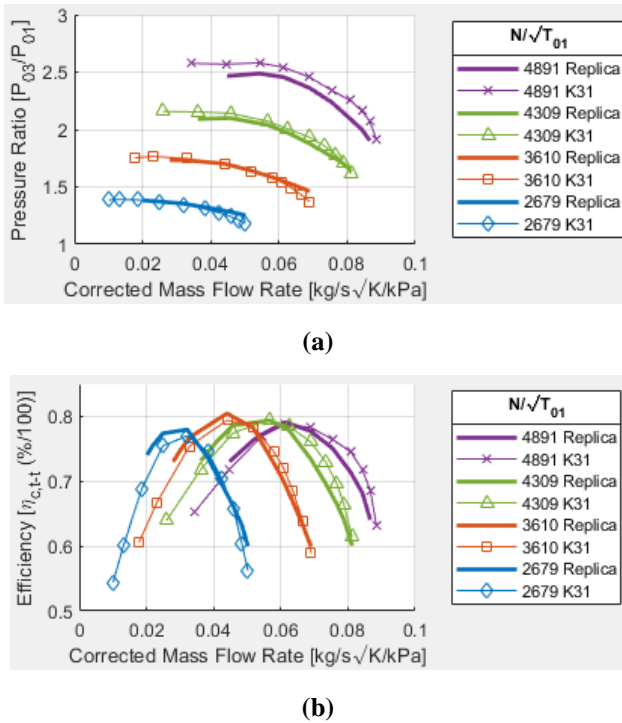 Pressure Ratio [P03/P01]
3
2.5
2
1.5
1
0 0.02 0.04 0.06 0.08 0.1
Corrected Mass Flow Rate [kg/s√K/kPa]
N/√T01
4891 Replica
4891 K31
4309 Replica
4309 K31
3610 Replica
3610 K31
2679 Replica
2679 K31
(a)
Efficiency [ηc,t-t (%/100)]
0.8
0.7
0.6
0.5
0 0.02 0.04 0.06 0.08 0.1
Corrected Mass Flow Rate [kg/s√K/kPa]
N/√T01
4891 Replica
4891 K31
4309 Replica
4309 K31
3610 Replica
3610 K31
2679 Replica
2679 K31
(b)